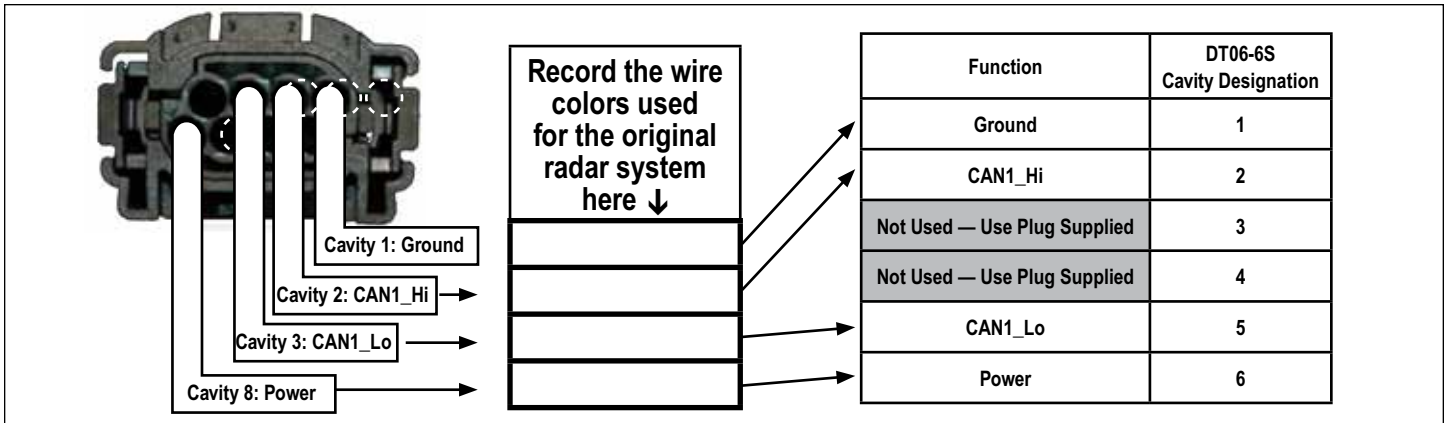 Record the wire
colors used
for the original
radar system
here ↓
Cavity 1: Ground
Cavity 2: CAN1_Hi
Cavity 3: CAN1_Lo
Cavity 8: Power
Function
DT06-6S
Cavity Designation
Ground
1
CAN1_Hi
2
Not Used — Use Plug Supplied
3
Not Used — Use Plug Supplied
4
CAN1_Lo
5
Power
6